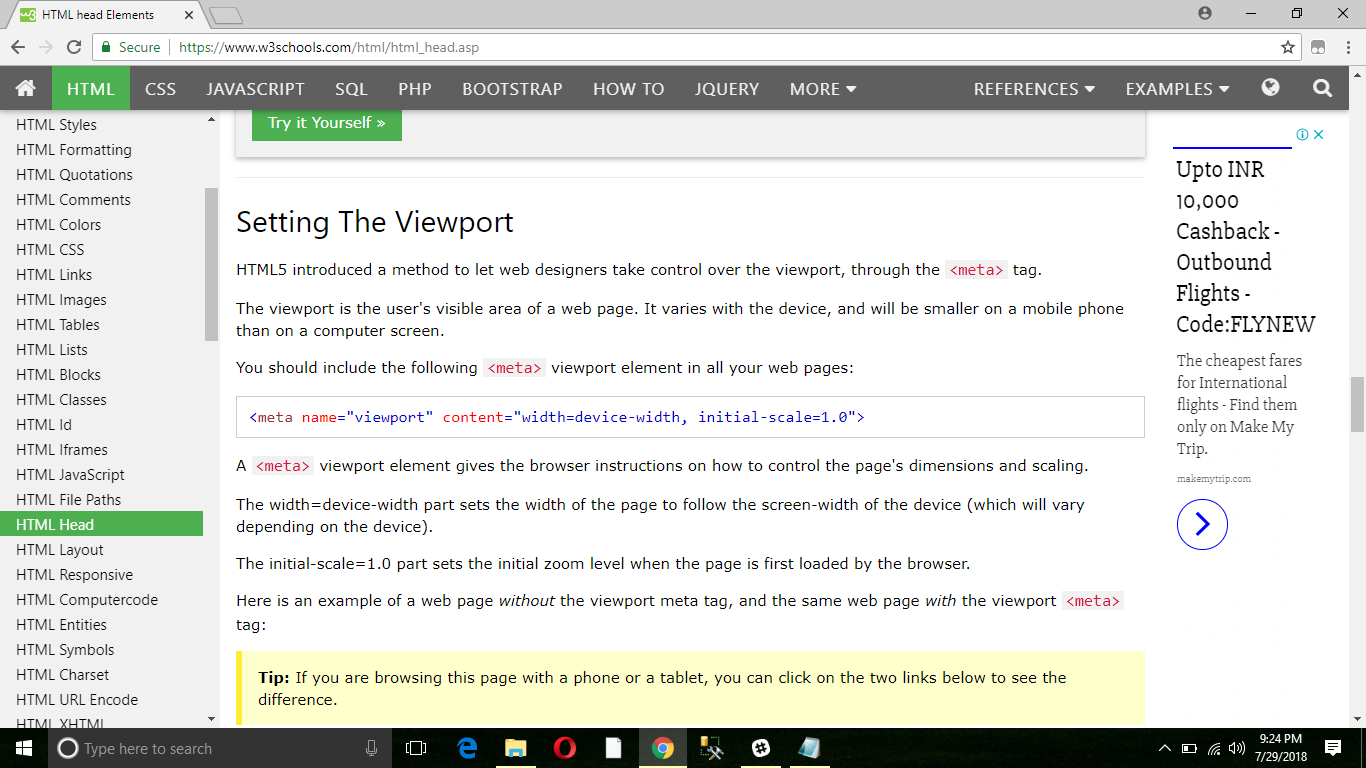 HTML head Elements
Secure
https://www.w3schools.com/html/html_head.asp
HTML
CSS
JAVASCRIPT
SQL
PHP
BOOTSTRAP
HOW TO
JQUERY
MORE
REFERENCES
EXAMPLES
HTML Styles
HTML Formatting
HTML Quotations
HTML Comments
HTML Colors
HTML CSS
HTML Links
HTML Images
HTML Tables
HTML Lists
HTML Blocks
HTML Classes
HTML Id
HTML Iframes
HTML JavaScript
HTML File Paths
HTML Head
HTML Layout
HTML Responsive
HTML Computercode
HTML Entities
HTML Symbols
HTML Charset
HTML URL Encode
HTML XHTML
Try it Yourself »
Setting The Viewport
HTML5 introduced a method to let web designers take control over the viewport, through the <meta> tag.
The viewport is the user's visible area of a web page. It varies with the device, and will be smaller on a mobile phone
than on a computer screen.
You should include the following <meta> viewport element in all your web pages:
<meta name="viewport" content="width=device-width, initial-scale=1.0">
A <meta> viewport element gives the browser instructions on how to control the page's dimensions and scaling.
The width=device-width part sets the width of the page to follow the screen-width of the device (which will vary
depending on the device).
The initial-scale=1.0 part sets the initial zoom level when the page is first loaded by the browser.
Here is an example of a web page without the viewport meta tag, and the same web page with the viewport <meta>
tag:
Tip: If you are browsing this page with a phone or a tablet, you can click on the two links below to see the
difference.
Upto INR
10,000
Cashback -
Outbound
Flights -
Code:FLYNEW
The cheapest fares
for International
flights - Find them
only on Make My
Trip.
makemytrip.com
Type here to search
9:24 PM
7/29/2018